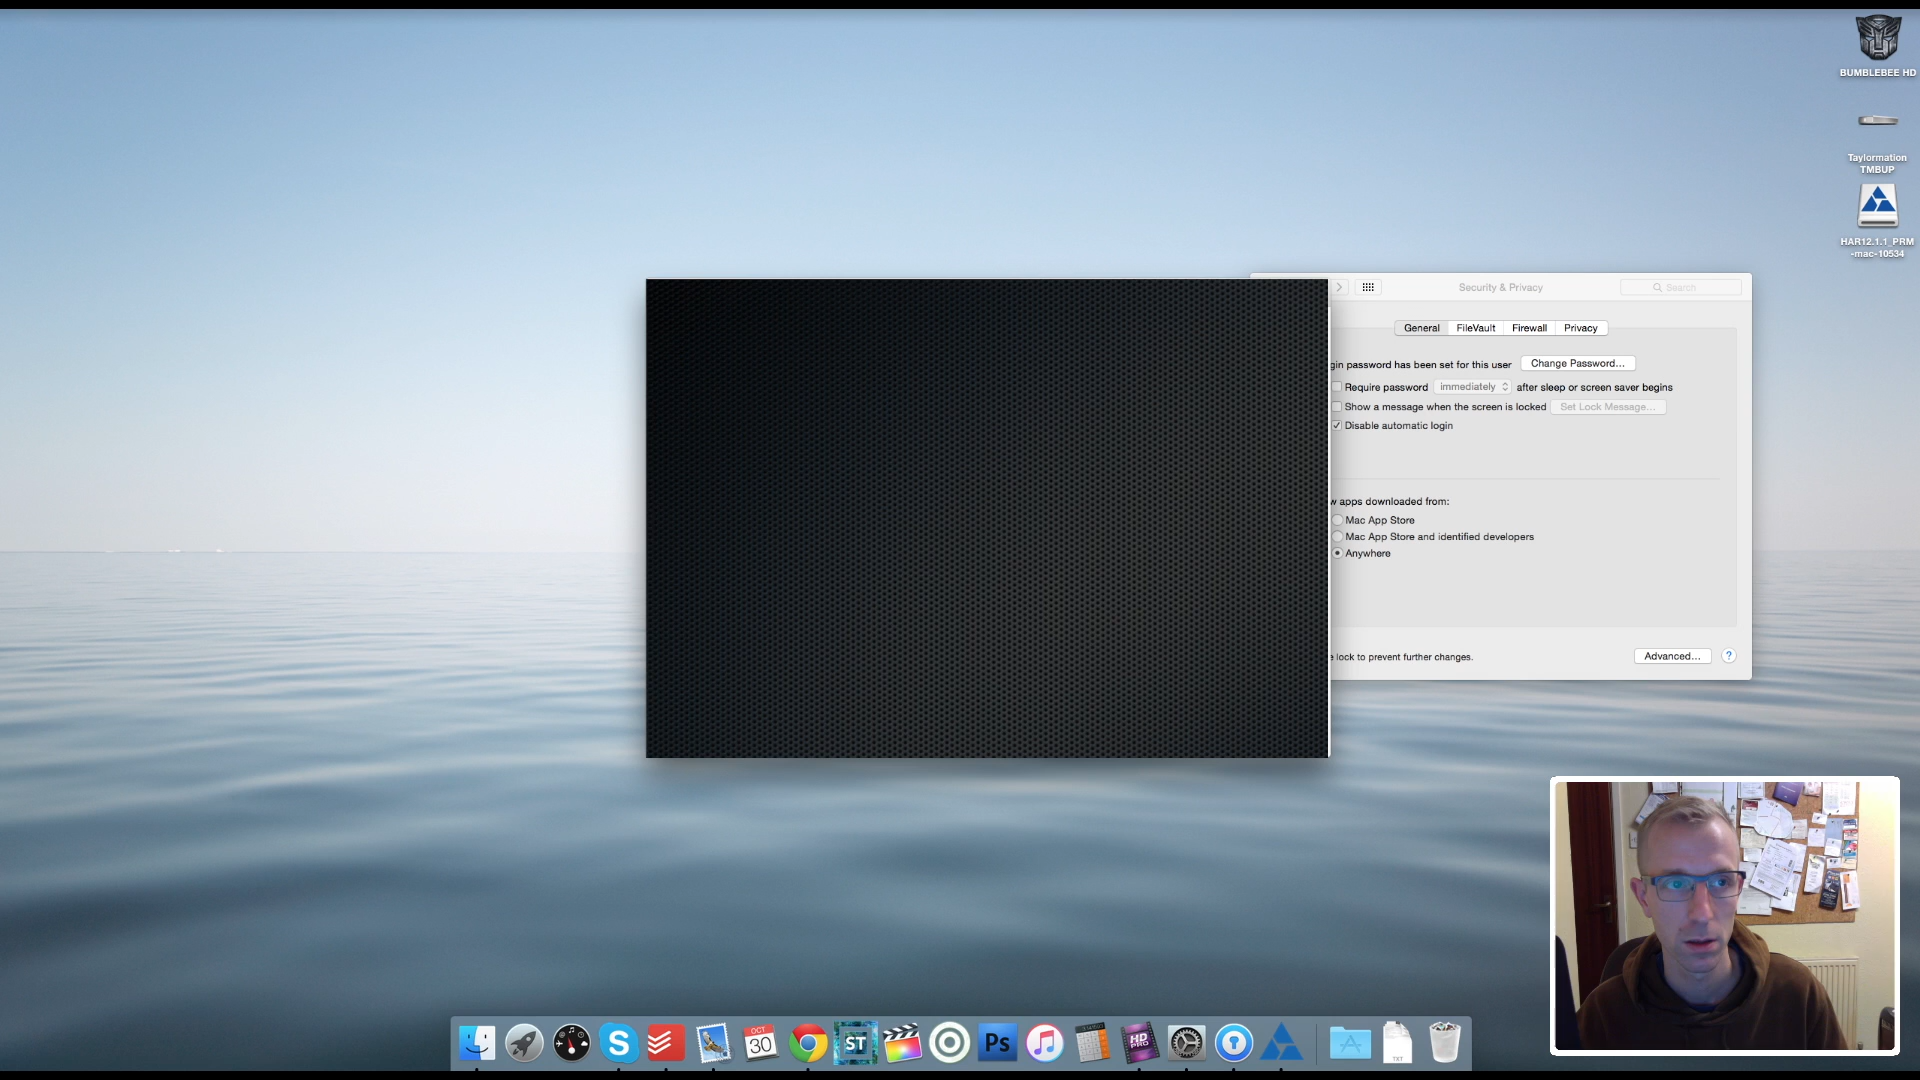 BUMBLEBEE HD
Taylormation
TMBUP
HAR12.1.1_PRM
-mac-10534
Security & Privacy
Search
General FileVault Firewall Privacy
gin password has been set for this user Change Password...
Require password immediately after sleep or screen saver begins
Show a message when the screen is locked Set Lock Message...
Disable automatic login
w apps downloaded from:
Mac App Store
Mac App Store and identified developers
Anywhere
e lock to prevent further changes.
Advanced... ?
OCT
30
ST
Ps
HD
PRO
TXT